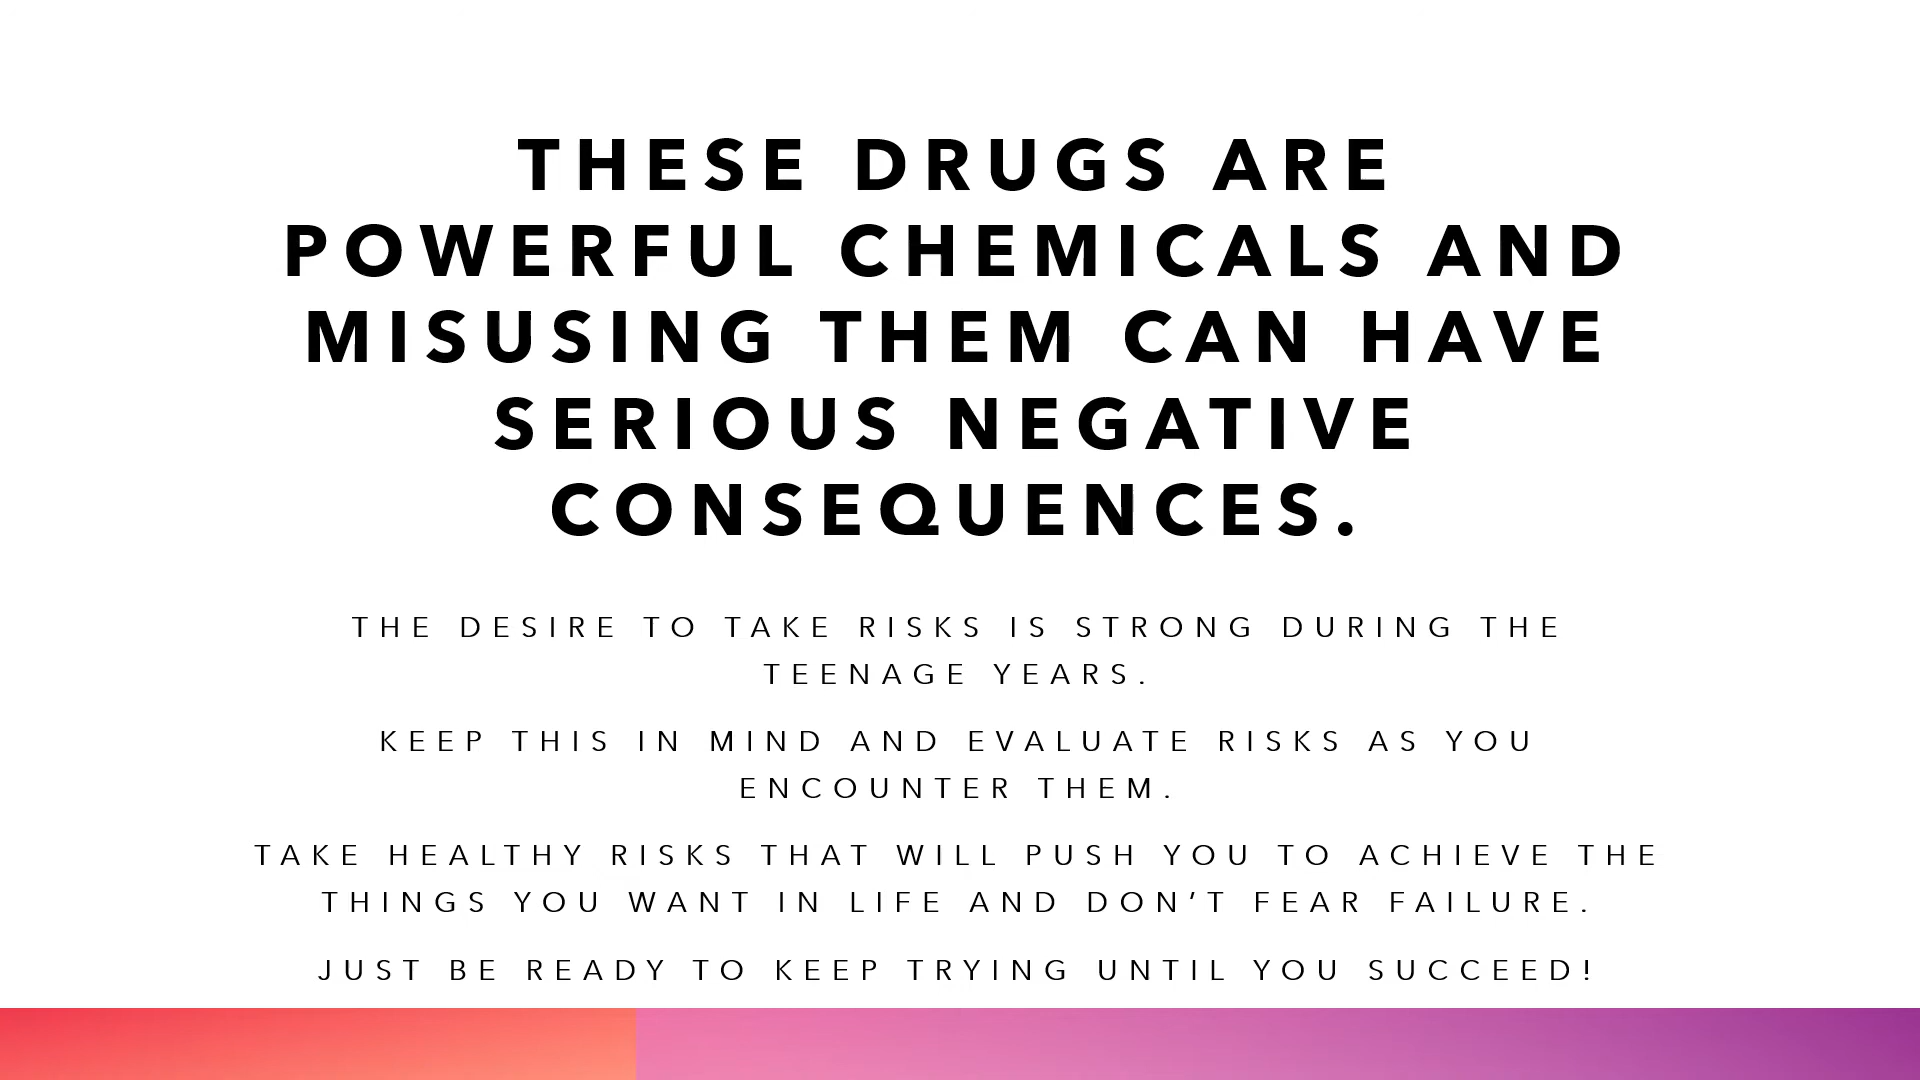 THESE DRUGS ARE
POWERFUL CHEMICALS AND
MISUSING THEM CAN HAVE
SERIOUS NEGATIVE
CONSEQUENCES.
THE DESIRE TO TAKE RISKS IS STRONG DURING THE
TEENAGE YEARS.
KEEP THIS IN MIND AND EVALUATE RISKS AS YOU
ENCOUNTER THEM.
TAKE HEALTHY RISKS THAT WILL PUSH YOU TO ACHIEVE THE
THINGS YOU WANT IN LIFE AND DON’T FEAR FAILURE.
JUST BE READY TO KEEP TRYING UNTIL YOU SUCCEED!